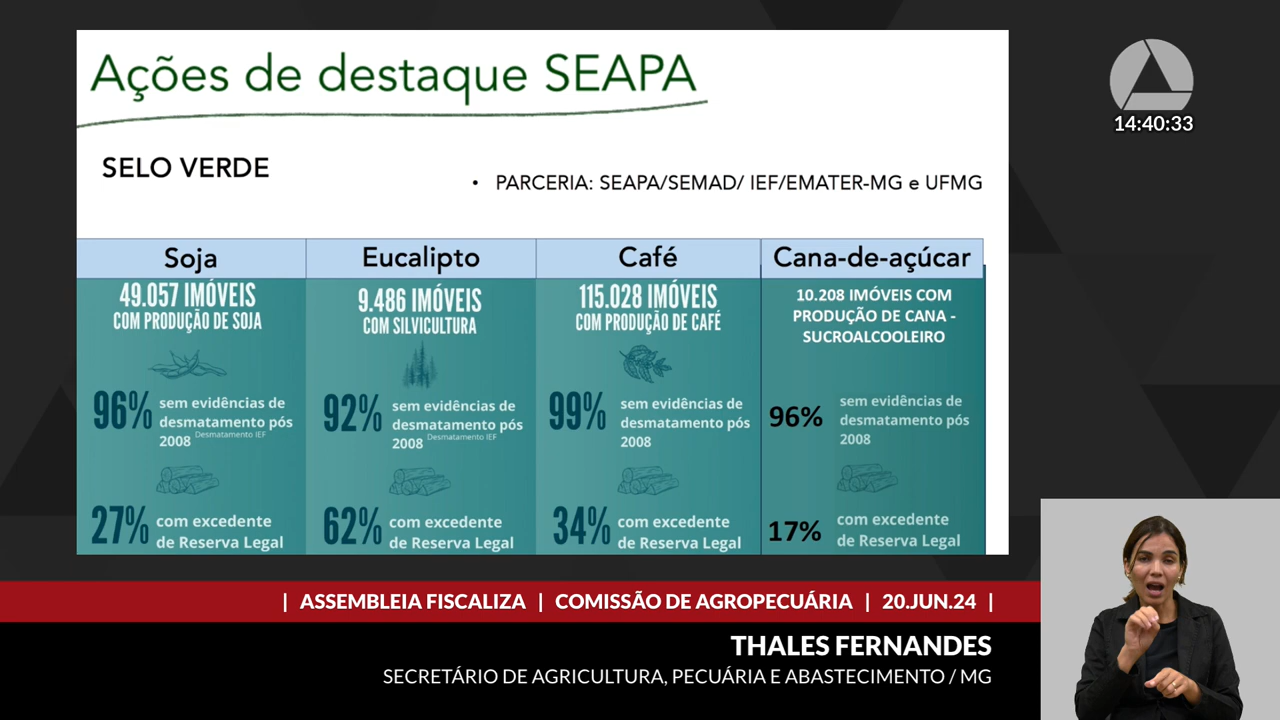 Ações de destaque SEAPA
14:40:33
SELO VERDE
• PARCERIA: SEAPA/SEMAD/ IEF/EMATER-MG e UFMG
Soja
49.057 IMÓVEIS
COM PRODUÇÃO DE SOJA
96%
sem evidências de
desmatamento pós
2008 Desmatamento IEF
27%
com excedente
de Reserva Legal
Eucalipto
9.486 IMÓVEIS
COM SILVICULTURA
92%
sem evidências de
desmatamento pós
2008 Desmatamento IEF
62%
com excedente
de Reserva Legal
Café
115.028 IMÓVEIS
COM PRODUÇÃO DE CAFÉ
99%
sem evidências de
desmatamento pós
2008
34%
com excedente
de Reserva Legal
Cana-de-açúcar
10.208 IMÓVEIS COM
PRODUÇÃO DE CANA -
SUCROALCOOLEIRO
96%
sem evidências de
desmatamento pós
2008
17%
com excedente
de Reserva Legal
| ASSEMBLEIA FISCALIZA | COMISSÃO DE AGROPECUÁRIA | 20.JUN.24 |
THALES FERNANDES
SECRETÁRIO DE AGRICULTURA, PECUÁRIA E ABASTECIMENTO / MG